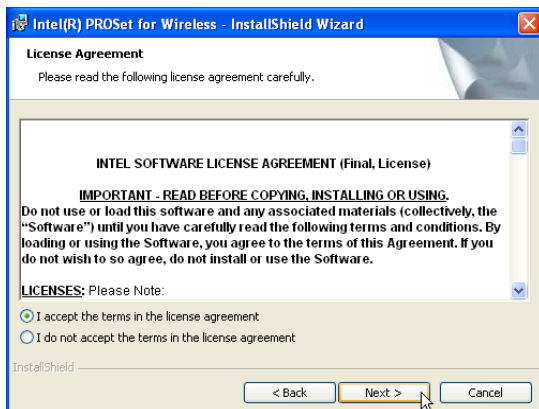 Intel(R) PROSet for Wireless - InstallShield Wizard
License Agreement
Please read the following license agreement carefully.
INTEL SOFTWARE LICENSE AGREEMENT (Final, License)
IMPORTANT - READ BEFORE COPYING, INSTALLING OR USING.
Do not use or load this software and any associated materials (collectively, the
“Software”) until you have carefully read the following terms and conditions. By
loading or using the Software, you agree to the terms of this Agreement. If you
do not wish to so agree, do not install or use the Software.
LICENSES: Please Note:
I accept the terms in the license agreement
I do not accept the terms in the license agreement
InstallShield
< Back
Next >
Cancel